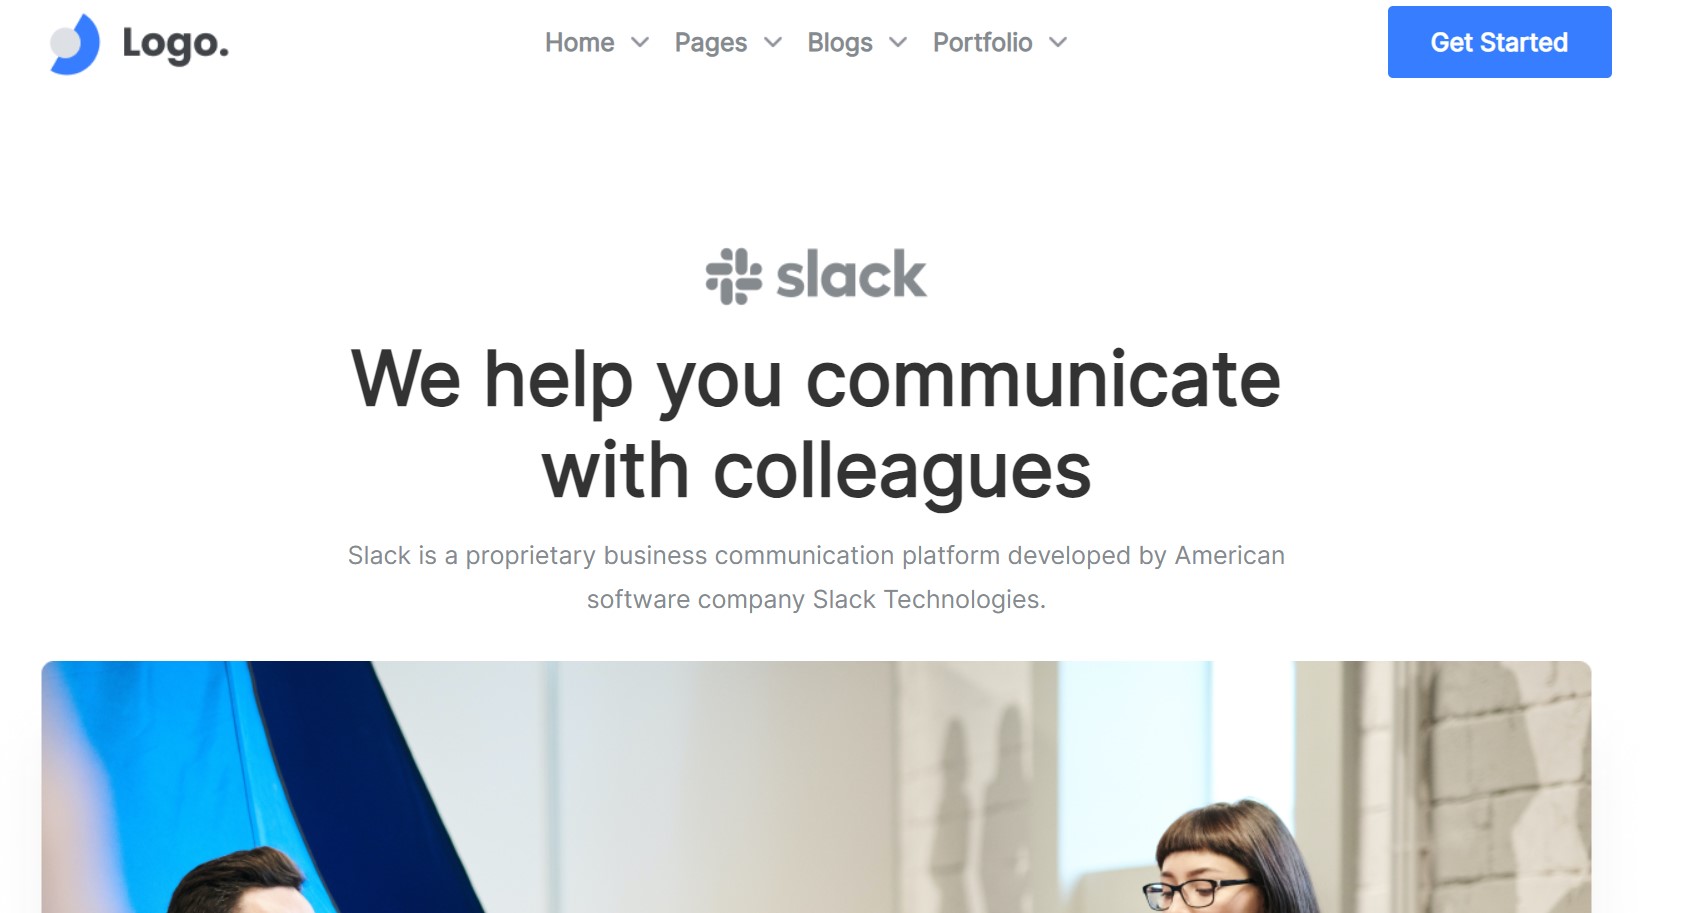 Logo.
Home
Pages
Blogs
Portfolio
Get Started
slack
We help you communicate
with colleagues
Slack is a proprietary business communication platform developed by American
software company Slack Technologies.